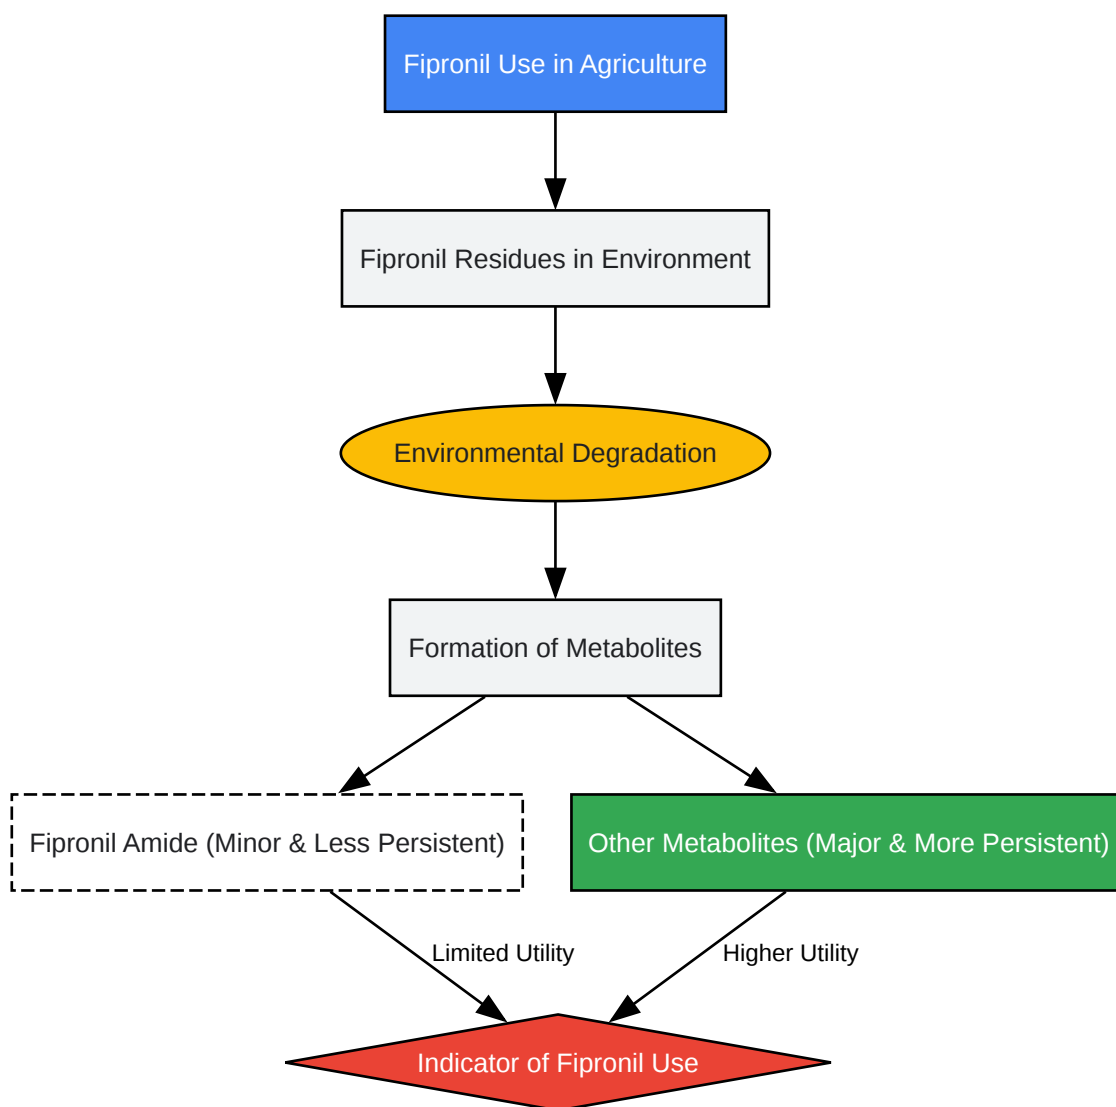 Fipronil Use in Agriculture
Fipronil Residues in Environment
Environmental Degradation
Formation of Metabolites
Fipronil Amide (Minor & Less Persistent)
Other Metabolites (Major & More Persistent)
Limited Utility
Higher Utility
Indicator of Fipronil Use